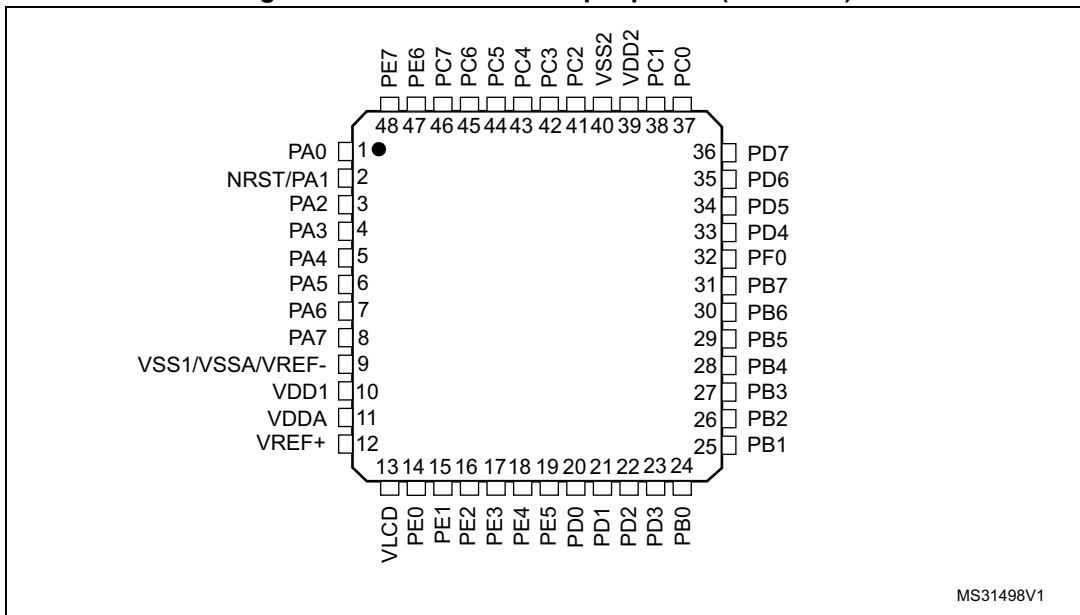 PE7 PE6 PC7 PC6 PC5 PC4 PC3 PC2 VSS2 VDD2 PC1 PC0
48 47 46 45 44 43 42 41 40 39 38 37
PA0 1 36 PD7
NRST/PA1 2 35 PD6
PA2 3 34 PD5
PA3 4 33 PD4
PA4 5 32 PF0
PA5 6 31 PB7
PA6 7 30 PB6
PA7 8 29 PB5
VSS1/VSSA/VREF- 9 28 PB4
VDD1 10 27 PB3
VDDA 11 26 PB2
VREF+ 12 25 PB1
13 14 15 16 17 18 19 20 21 22 23 24
VLCD PE0 PE1 PE2 PE3 PE4 PE5 PD0 PD1 PD2 PD3 PB0
MS31498V1